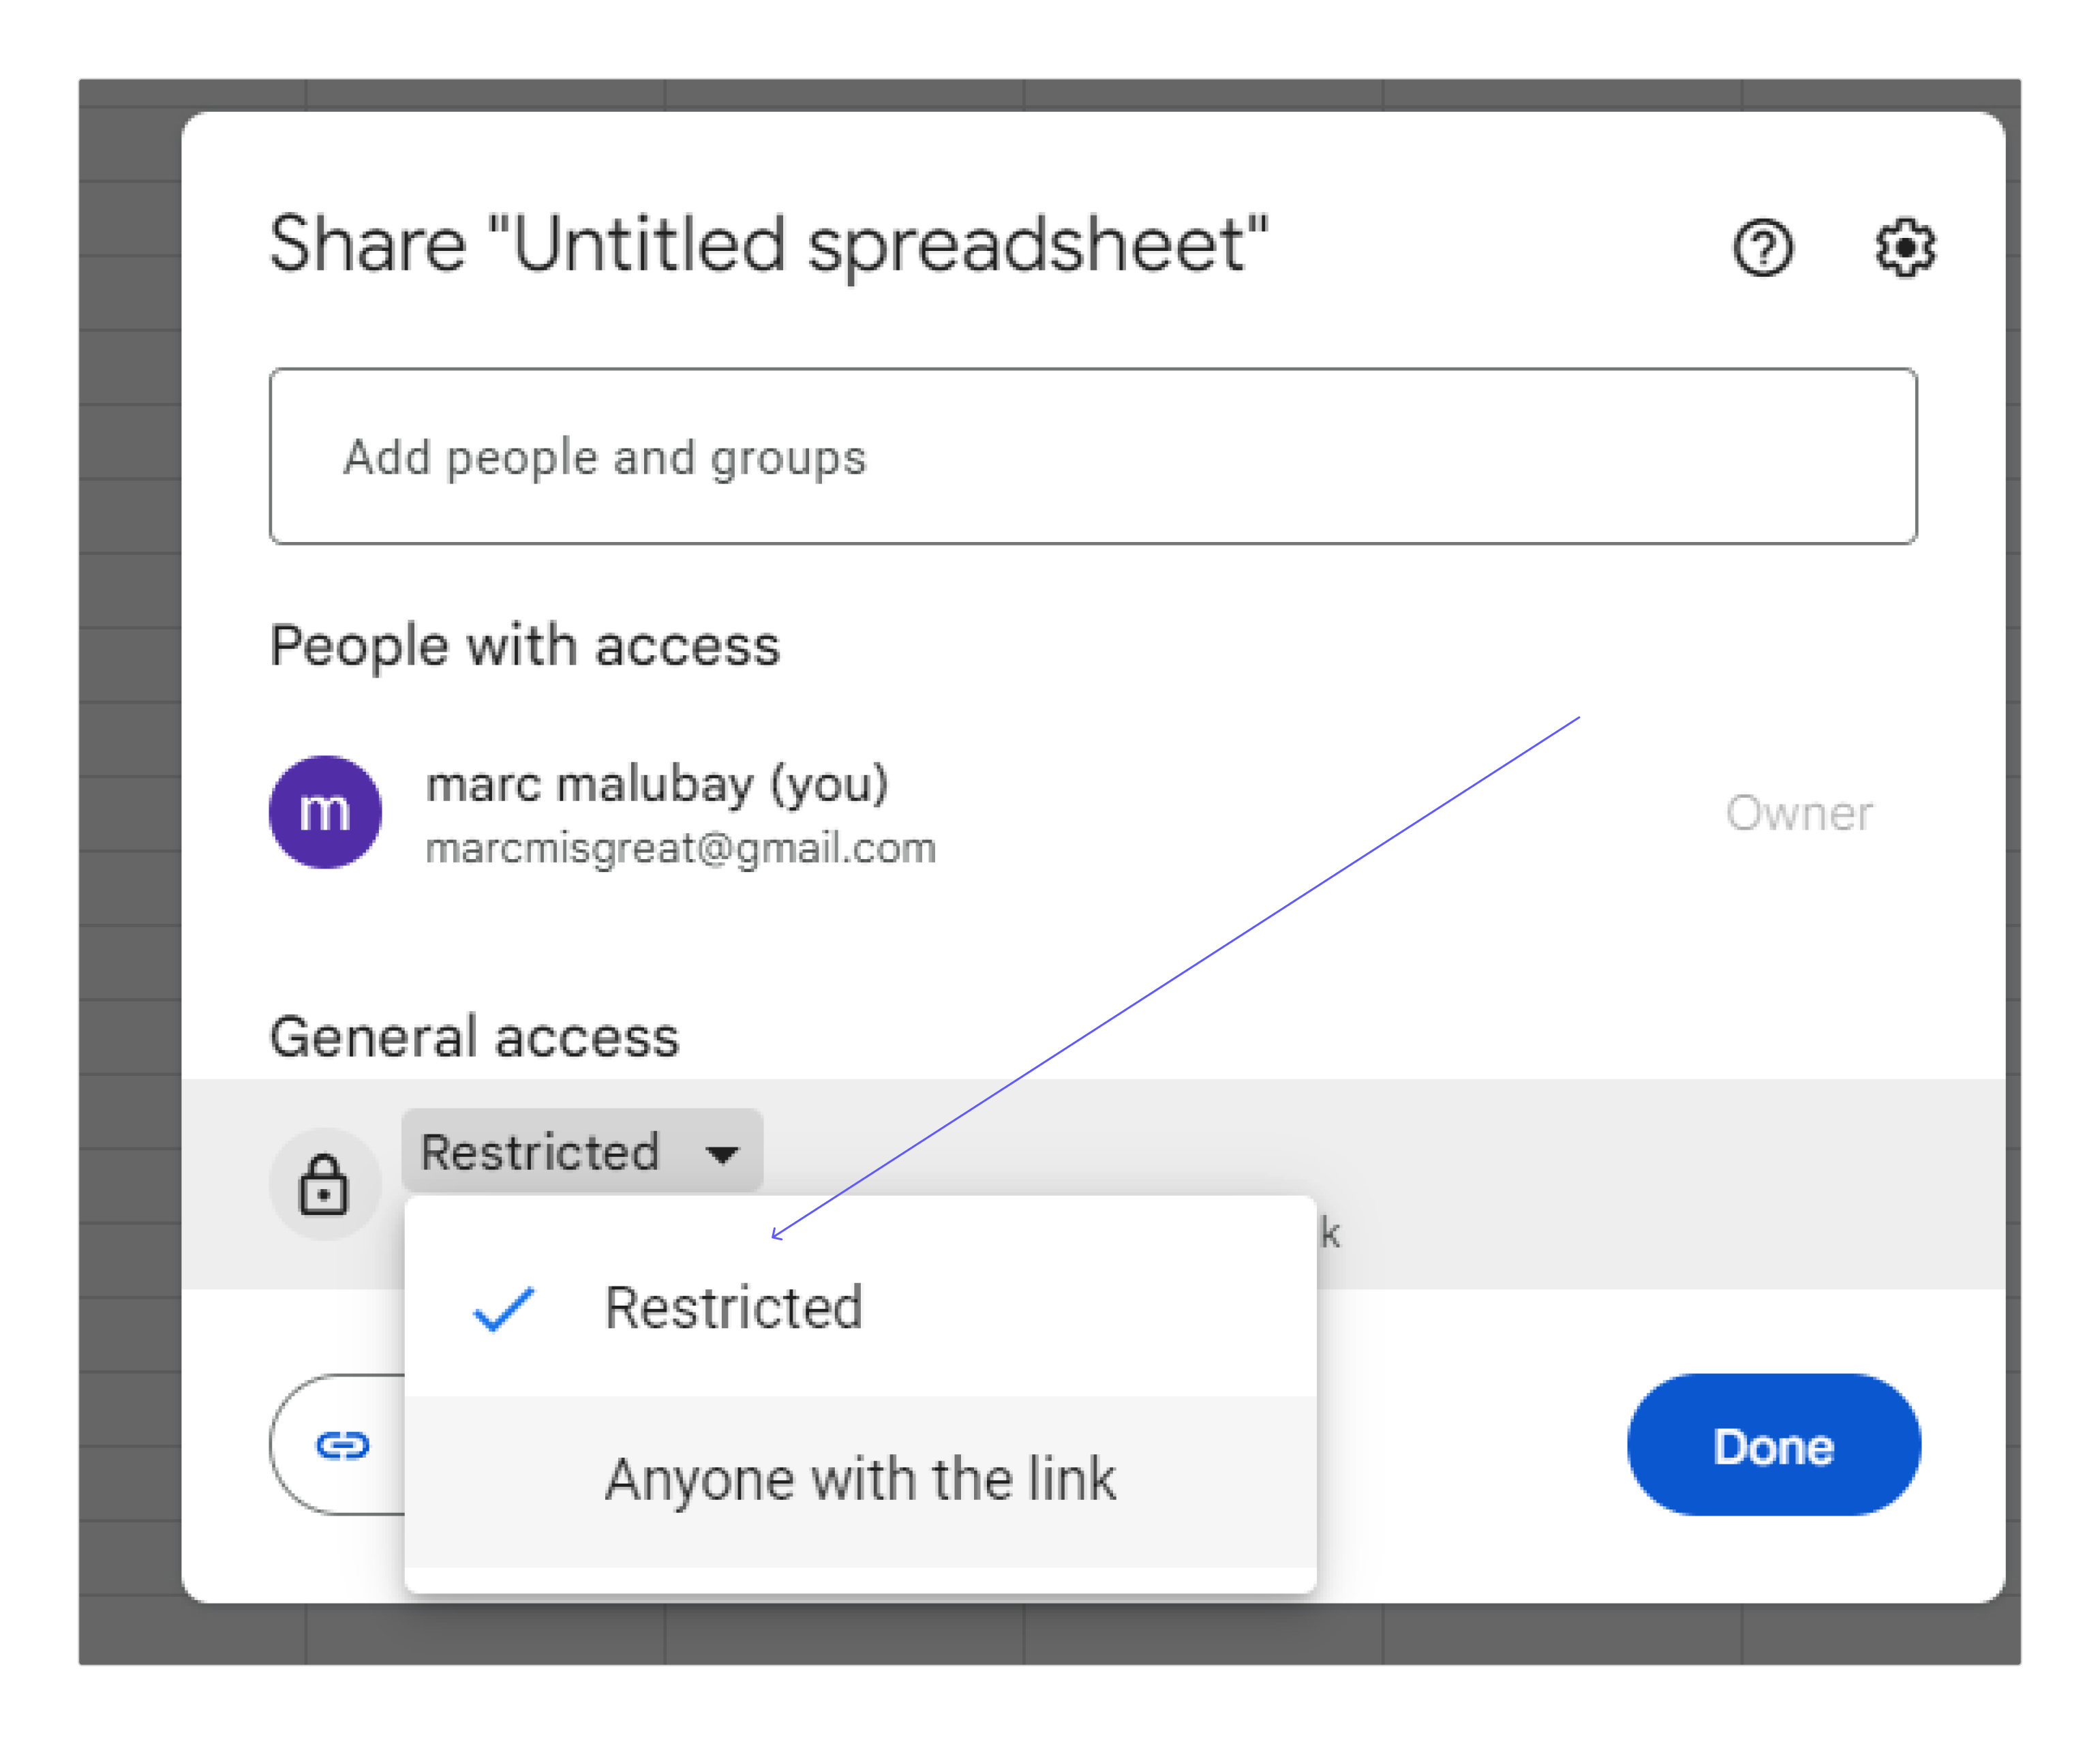 Share "Untitled spreadsheet"
Add people and groups
People with access
m
marc malubay (you)
marcmisgreat@gmail.com
Owner
General access
Restricted
k
Restricted
Anyone with the link
Done